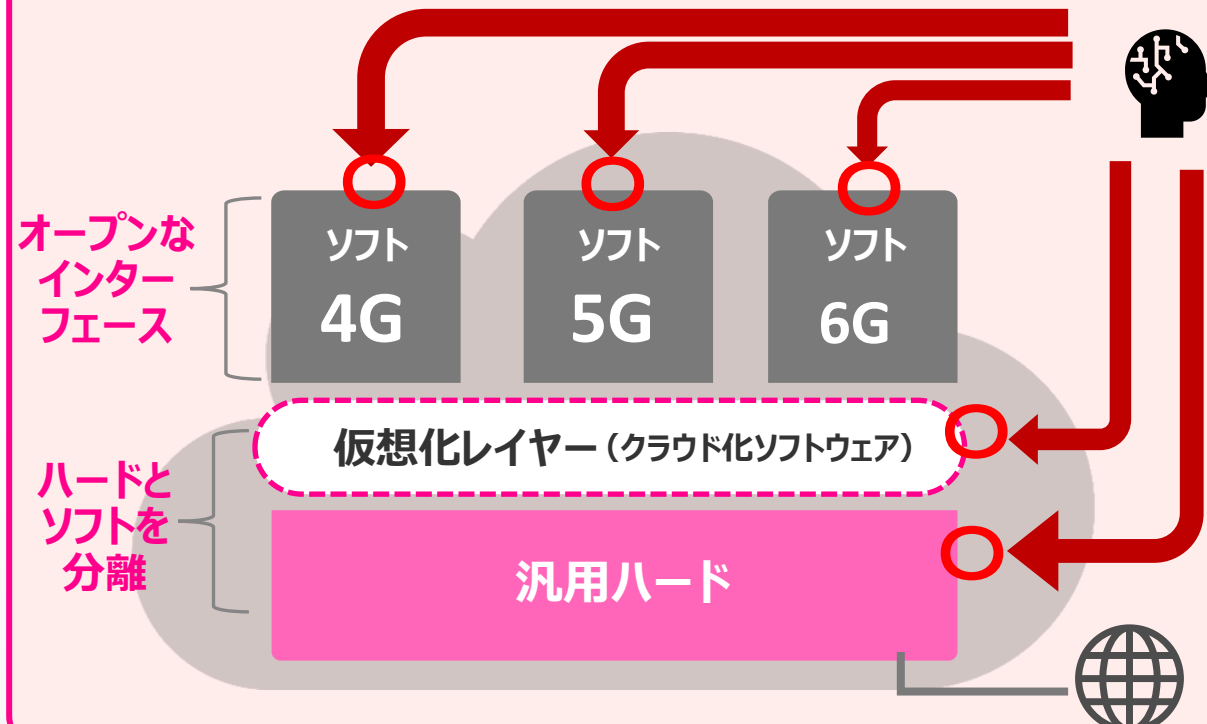 オープンな
インター
フェース
ソフト
4G
ソフト
5G
ソフト
6G
仮想化レイヤー（クラウド化ソフトウェア）
ハードと
ソフトを
分離
汎用ハード